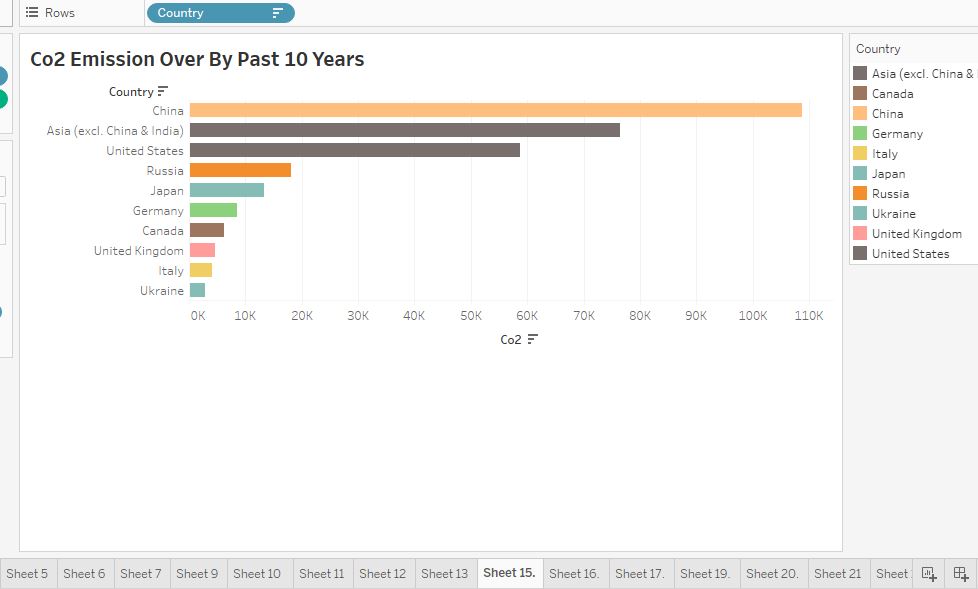 Rows
Country
Co2 Emission Over By Past 10 Years
Country
China
Asia (excl. China & India)
United States
Russia
Japan
Germany
Canada
United Kingdom
Italy
Ukraine
0K 10K 20K 30K 40K 50K 60K 70K 80K 90K 100K 110K
Co2
Country
Asia (excl. China &
Canada
China
Germany
Italy
Japan
Russia
Ukraine
United Kingdom
United States
Sheet 5 Sheet 6 Sheet 7 Sheet 9 Sheet 10 Sheet 11 Sheet 12 Sheet 13 Sheet 15. Sheet 16. Sheet 17. Sheet 19. Sheet 20. Sheet 21 Sheet